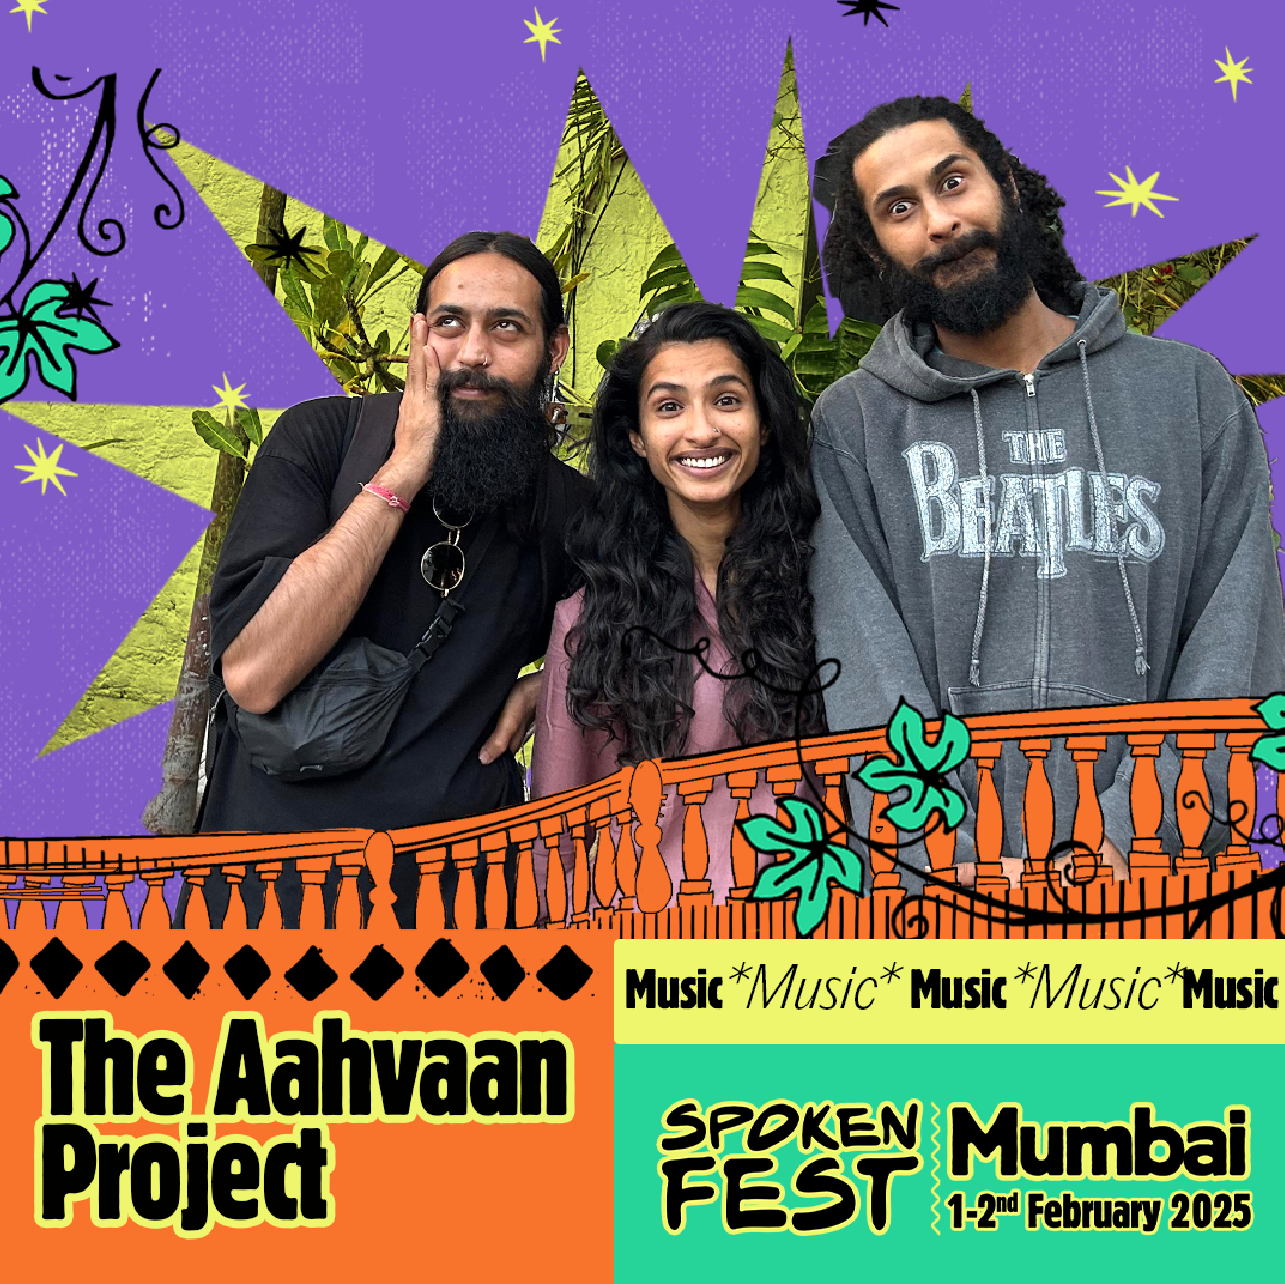 THE
BEATLES
Music *Music* Music *Music* Music
The Aahvaan
Project
SPOKEN
FEST
Mumbai
1-2nd February 2025